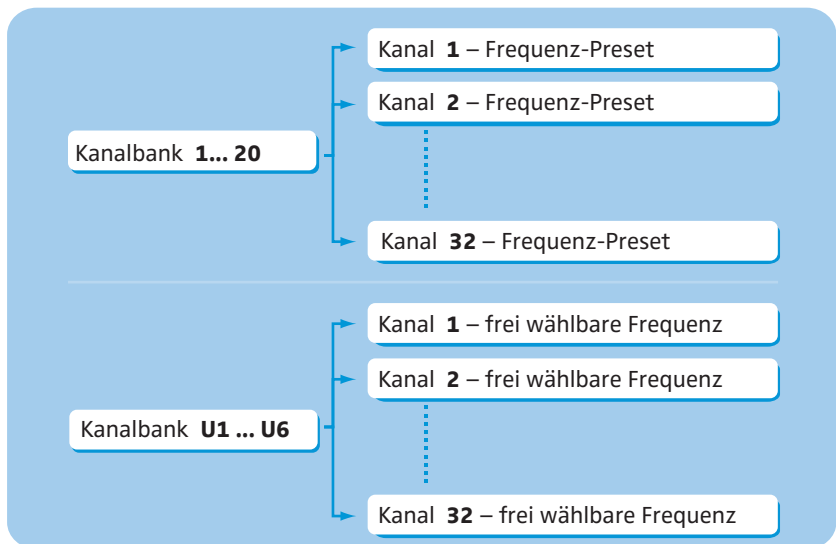 Kanal 1 – Frequenz-Preset
Kanal 2 – Frequenz-Preset
Kanalbank 1... 20
Kanal 32 – Frequenz-Preset
Kanal 1 – frei wählbare Frequenz
Kanal 2 – frei wählbare Frequenz
Kanalbank U1 ... U6
Kanal 32 – frei wählbare Frequenz